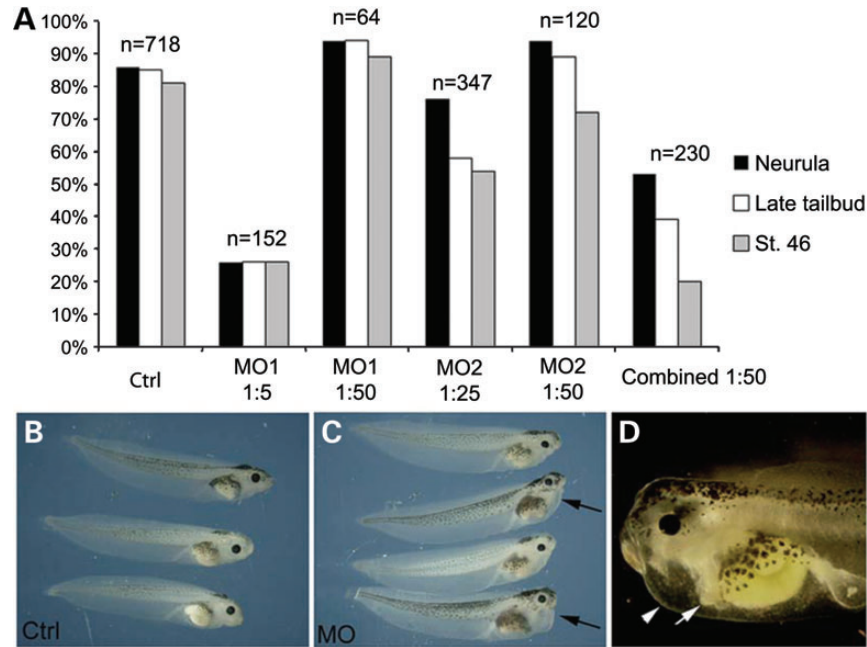 A
100%
90%
80%
70%
60%
50%
40%
30%
20%
10%
0%
n=718
n=152
n=64
n=347
n=120
n=230
Neurula
Late tailbud
St. 46
Ctrl
MO1
1:5
MO1
1:50
MO2
1:25
MO2
1:50
Combined 1:50
B
Ctrl
C
MO
D